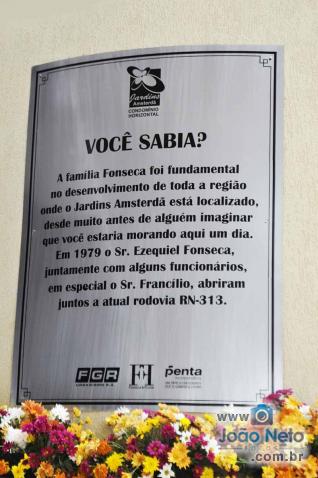 Jardins
Amsterdã
CONDOMÍNIO
HORIZONTAL
VOCÊ SABIA?
A família Fonseca foi fundamental
no desenvolvimento de toda a região
onde o Jardins Amsterdã está localizado,
desde muito antes de alguém imaginar
que você estaria morando aqui um dia.
Em 1979 o Sr. Ezequiel Fonseca,
juntamente com alguns funcionários,
em especial o Sr. Francílio, abriram
juntos a atual rodovia RN-313.
FGR
URBANISMO S.A.
penta
www.
João Neto
.com.br